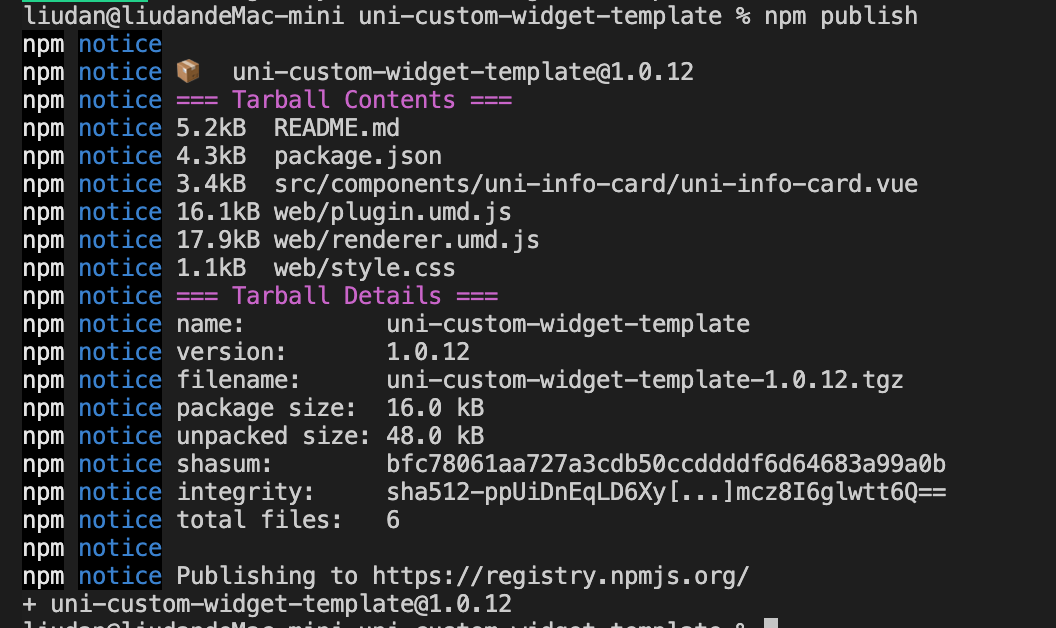 liudan@liudandeMac-mini uni-custom-widget-template % npm publish
npm notice
npm notice 📦  uni-custom-widget-template@1.0.12
npm notice === Tarball Contents ===
npm notice 5.2kB  README.md
npm notice 4.3kB  package.json
npm notice 3.4kB  src/components/uni-info-card/uni-info-card.vue
npm notice 16.1kB web/plugin.umd.js
npm notice 17.9kB web/renderer.umd.js
npm notice 1.1kB  web/style.css
npm notice === Tarball Details ===
npm notice name:          uni-custom-widget-template
npm notice version:       1.0.12
npm notice filename:      uni-custom-widget-template-1.0.12.tgz
npm notice package size:  16.0 kB
npm notice unpacked size: 48.0 kB
npm notice shasum:        bfc78061aa727a3cdb50ccddddf6d64683a99a0b
npm notice integrity:     sha512-ppUiDnEqLD6Xy[...]mcz8I6glwtt6Q==
npm notice total files:   6
npm notice
npm notice Publishing to https://registry.npmjs.org/
+ uni-custom-widget-template@1.0.12
liudan@liudandeMac-mini uni-custom-widget-template %